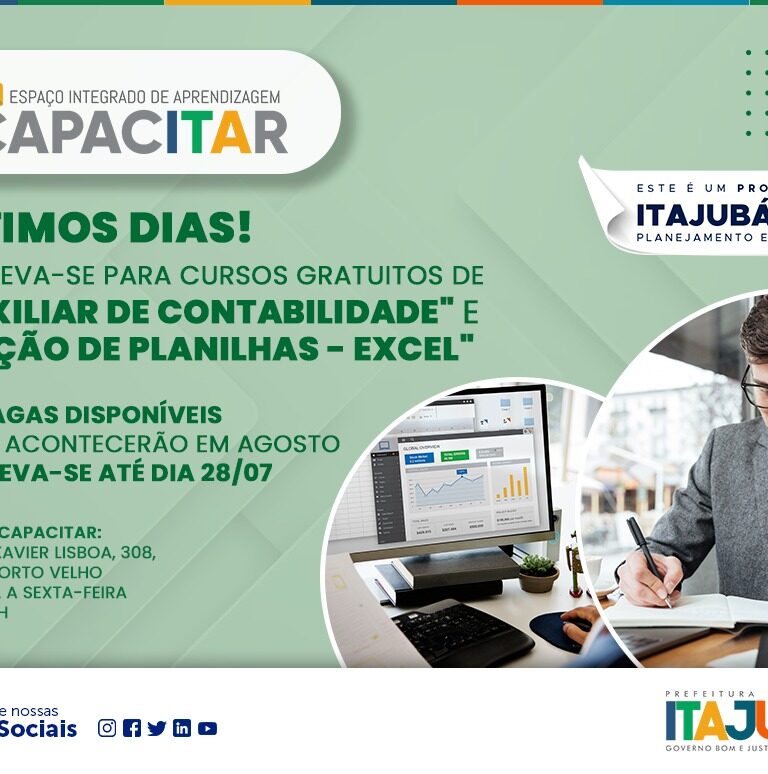 ESPAÇO INTEGRADO DE APRENDIZAGEM
CAPACITAR
ESTE É UM PRO
ITAJUBÁ
PLANEJAMENTO E
TIMOS DIAS!
EVA-SE PARA CURSOS GRATUITOS DE
XILIAR DE CONTABILIDADE" E
ÇÃO DE PLANILHAS - EXCEL"
AGAS DISPONÍVEIS
ACONTECERÃO EM AGOSTO
EVA-SE ATÉ DIA 28/07
CAPACITAR:
XAVIER LISBOA, 308,
ORTO VELHO
A SEXTA-FEIRA
H
GLOBAL OVERVIEW
e nossas
Sociais
PREFEITURA
ITAJU
GOVERNO BOM E JUST